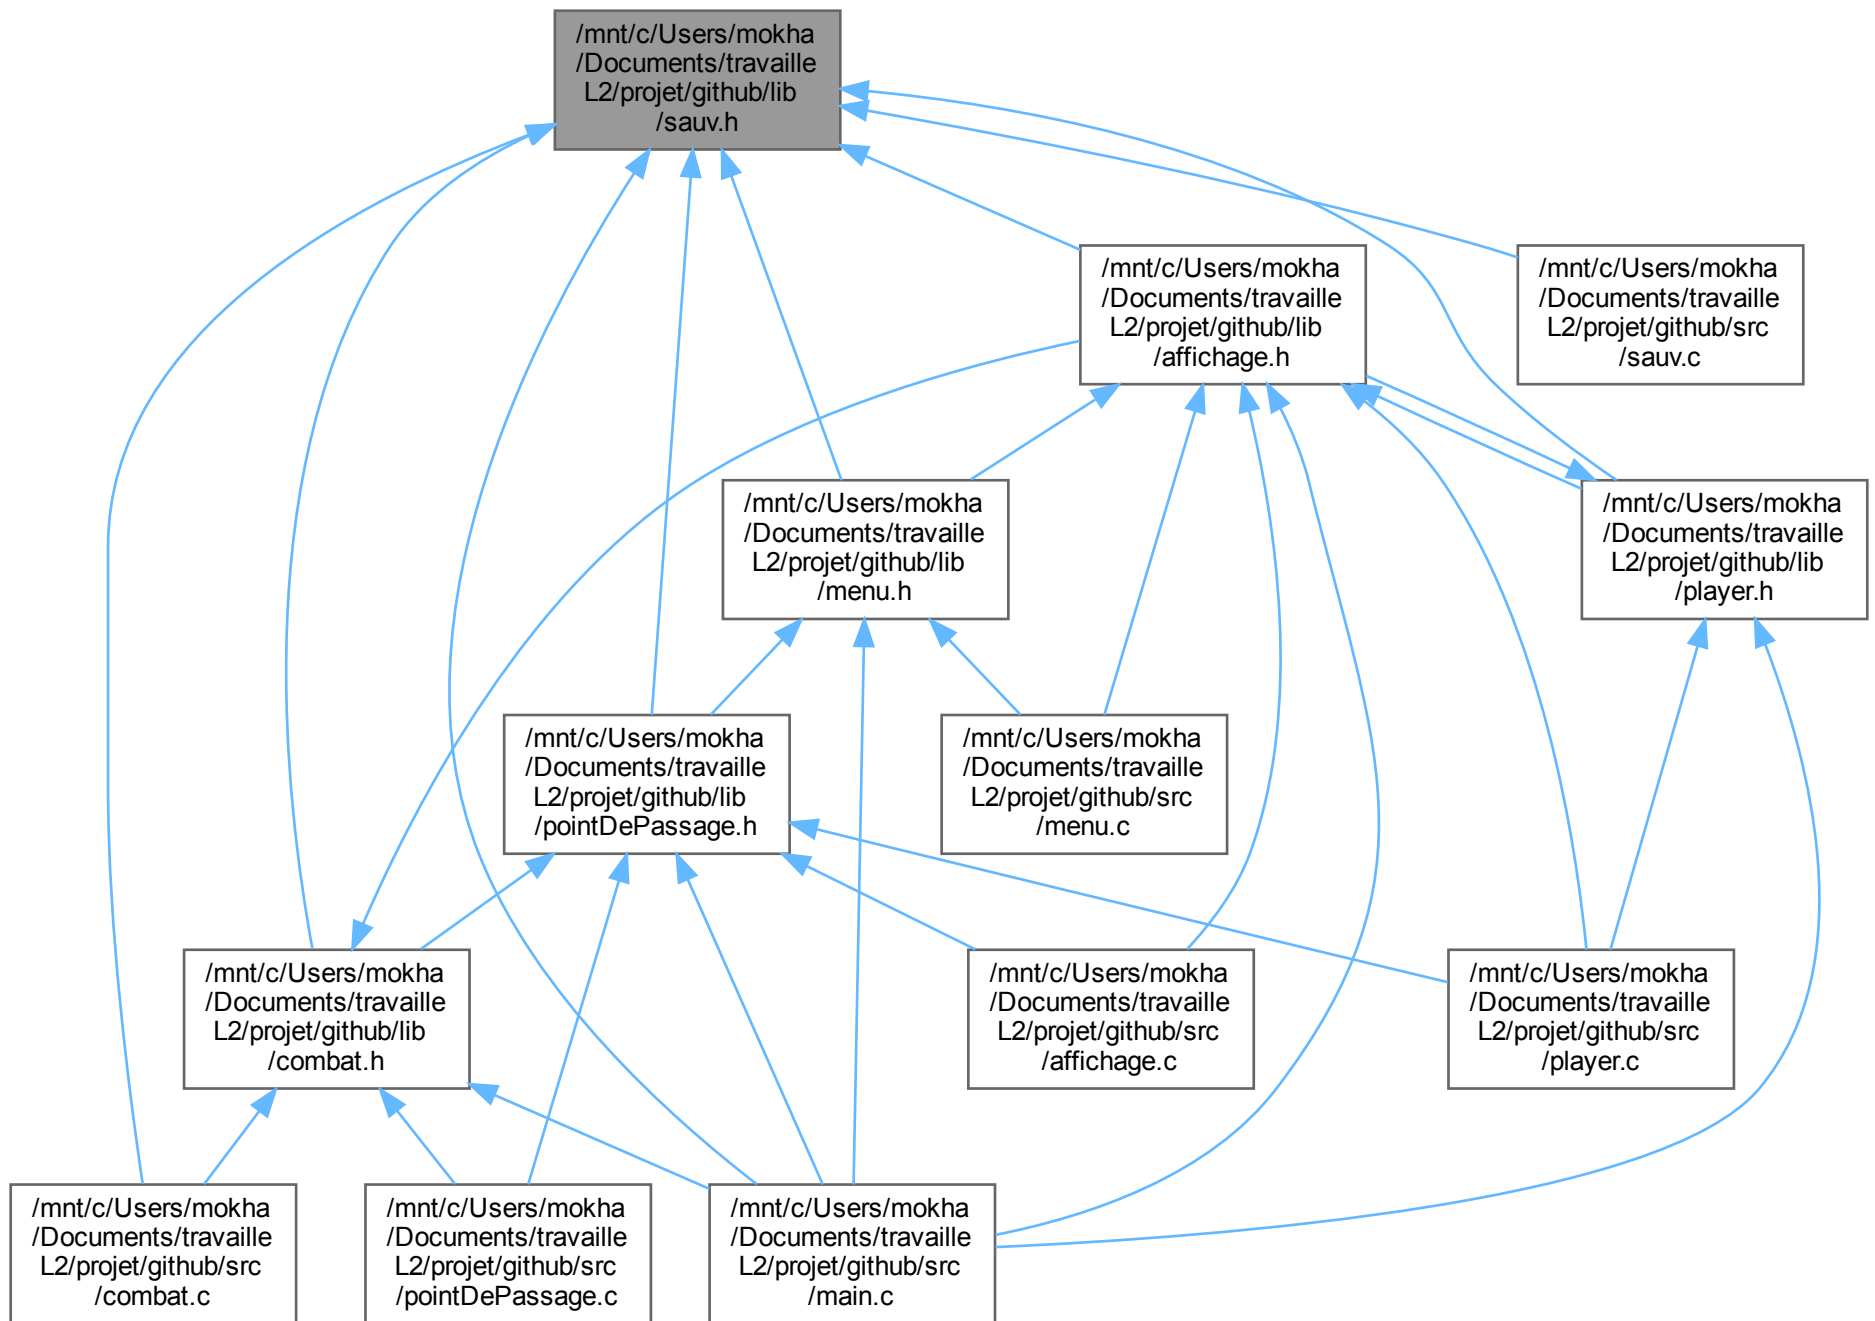 /mnt/c/Users/mokha
/Documents/travaille
L2/projet/github/lib
/sauv.h
/mnt/c/Users/mokha
/Documents/travaille
L2/projet/github/lib
/affichage.h
/mnt/c/Users/mokha
/Documents/travaille
L2/projet/github/src
/sauv.c
/mnt/c/Users/mokha
/Documents/travaille
L2/projet/github/lib
/menu.h
/mnt/c/Users/mokha
/Documents/travaille
L2/projet/github/lib
/player.h
/mnt/c/Users/mokha
/Documents/travaille
L2/projet/github/lib
/pointDePassage.h
/mnt/c/Users/mokha
/Documents/travaille
L2/projet/github/src
/menu.c
/mnt/c/Users/mokha
/Documents/travaille
L2/projet/github/lib
/combat.h
/mnt/c/Users/mokha
/Documents/travaille
L2/projet/github/src
/affichage.c
/mnt/c/Users/mokha
/Documents/travaille
L2/projet/github/src
/player.c
/mnt/c/Users/mokha
/Documents/travaille
L2/projet/github/src
/combat.c
/mnt/c/Users/mokha
/Documents/travaille
L2/projet/github/src
/pointDePassage.c
/mnt/c/Users/mokha
/Documents/travaille
L2/projet/github/src
/main.c